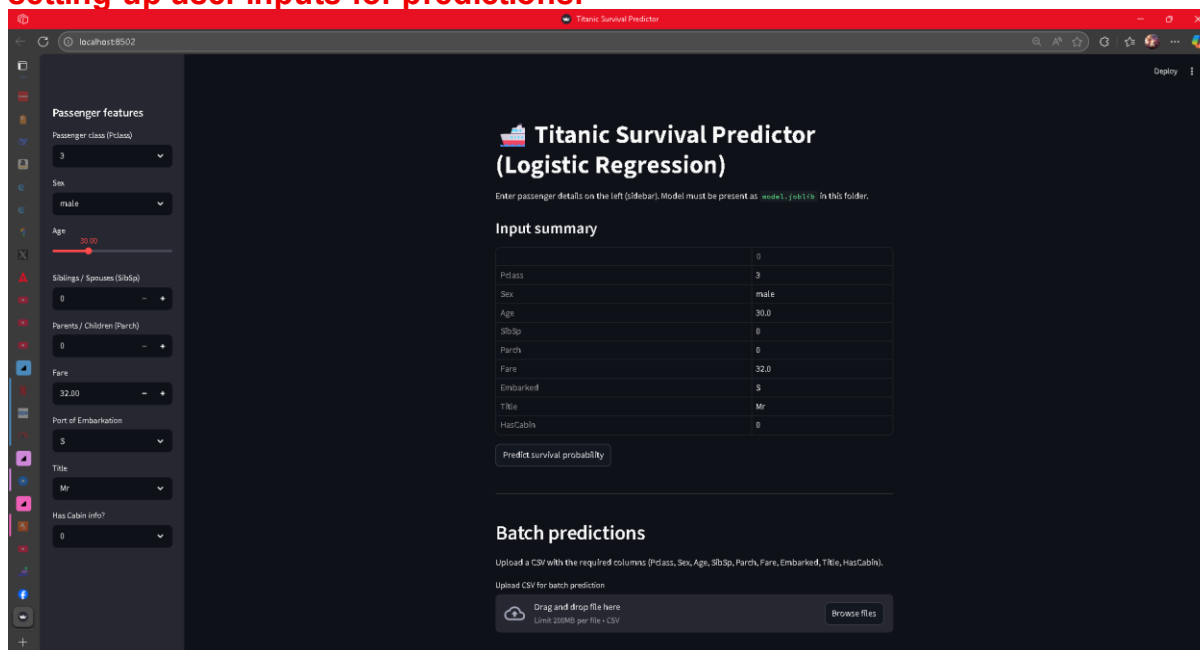 setting up user inputs for predictions.
Titanic Survival Predictor
localhost:8502
Deploy
Passenger features
Passenger class (Pclass)
3
Sex
male
Age
30.00
Siblings / Spouses (SibSp)
0
Parents / Children (Parch)
0
Fare
32.00
Port of Embarkation
S
Title
Mr
Has Cabin info?
0
Titanic Survival Predictor
(Logistic Regression)
Enter passenger details on the left (sidebar). Model must be present as model.joblib in this folder.
Input summary
0
Pclass 3
Sex male
Age 30.0
SibSp 0
Parch 0
Fare 32.0
Embarked S
Title Mr
HasCabin 0
Predict survival probability
Batch predictions
Upload a CSV with the required columns (Pclass, Sex, Age, SibSp, Parch, Fare, Embarked, Title, HasCabin).
Upload CSV for batch prediction
Drag and drop file here
Limit 200MB per file • CSV
Browse files